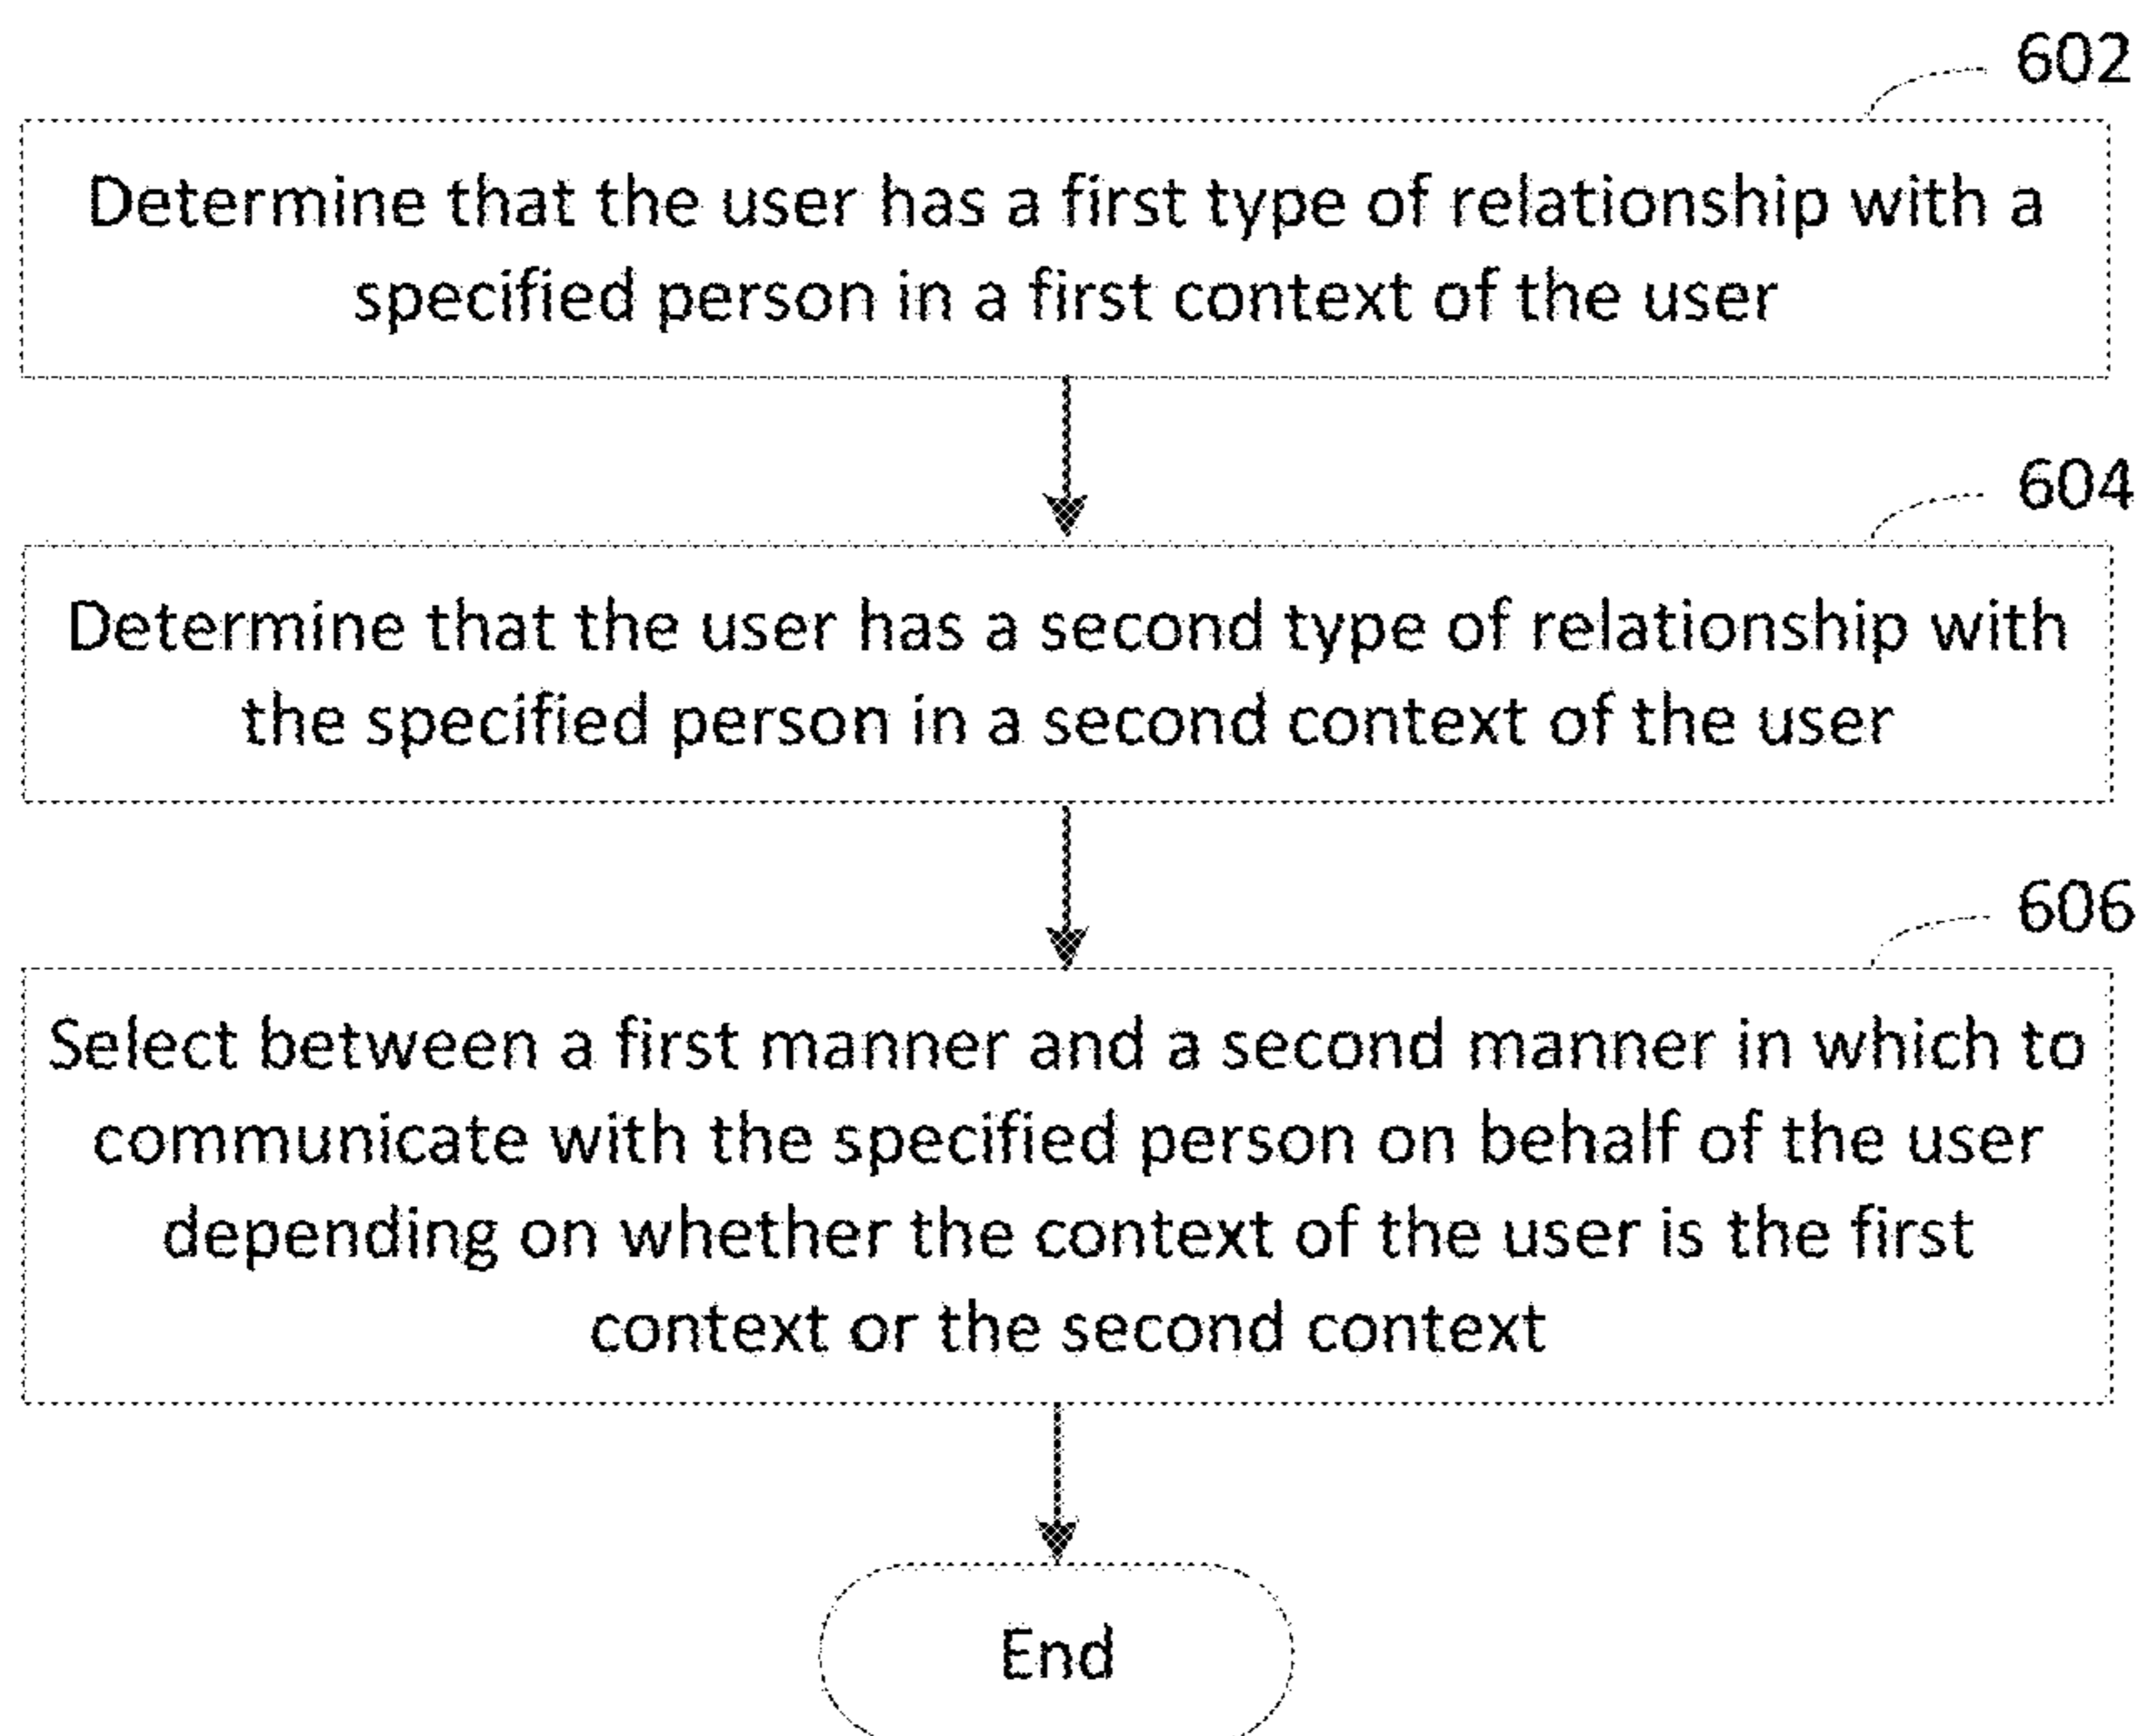 602
Determine that the user has a first type of relationship with a
specified person in a first context of the user
604
Determine that the user has a second type of relationship with
the specified person in a second context of the user
606
Select between a first manner and a second manner in which to
communicate with the specified person on behalf of the user
depending on whether the context of the user is the first
context or the second context
End